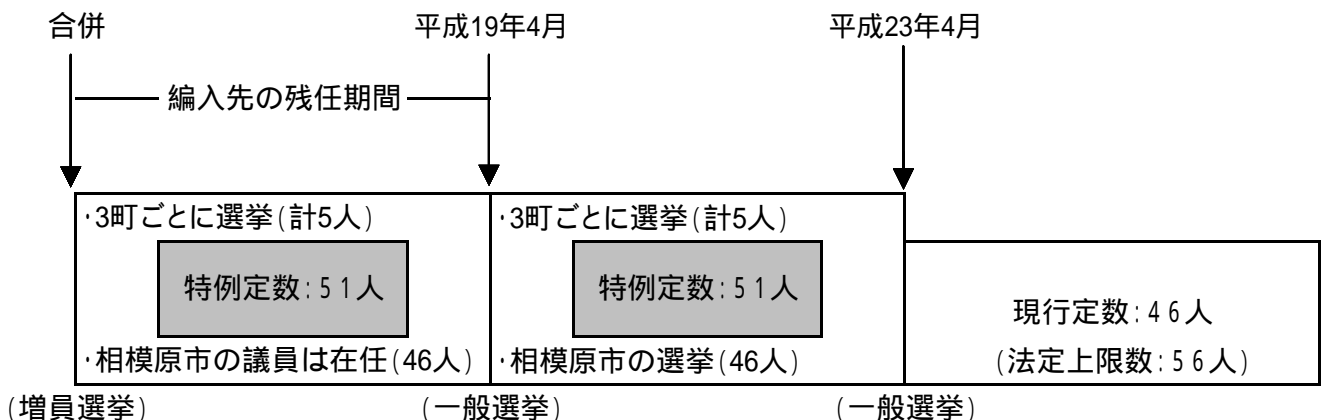 合併 平成19年4月 平成23年4月
編入先の残任期間
・3町ごとに選挙(計5人) ・3町ごとに選挙(計5人)
特例定数:51人 特例定数:51人
現行定数:46人
・相模原市の議員は在任(46人) ・相模原市の選挙(46人) (法定上限数:56人)
(増員選挙) (一般選挙) (一般選挙)